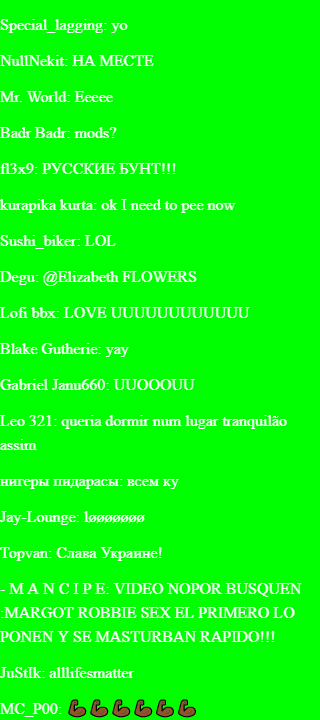 Special_lagging: yo
NullNekit: НА МЕСТЕ
Mr. World: Eeeee
Badr Badr: mods?
fl3x9: РУССКИЕ БУНТ!!!
kurapika kurta: ok I need to pee now
Sushi_biker: LOL
Degu: @Elizabeth FLOWERS
Lofi bbx: LOVE UUUUUUUUUUUU
Blake Gutherie: yay
Gabriel Janu660: UUOOOUU
Leo 321: queria dormir num lugar tranquilão
assim
нигеры пидарасы: всем ку
Jay-Lounge: løøøøøøø
Topvan: Слава Украине!
- M A N C I P E: VIDEO NOPOR BUSQUEN
:MARGOT ROBBIE SEX EL PRIMERO LO
PONEN Y SE MASTURBAN RAPIDO!!!
JuStIk: alllifesmatter
MC_P00: 💪🏾💪🏾💪🏾💪🏾💪🏾💪🏾